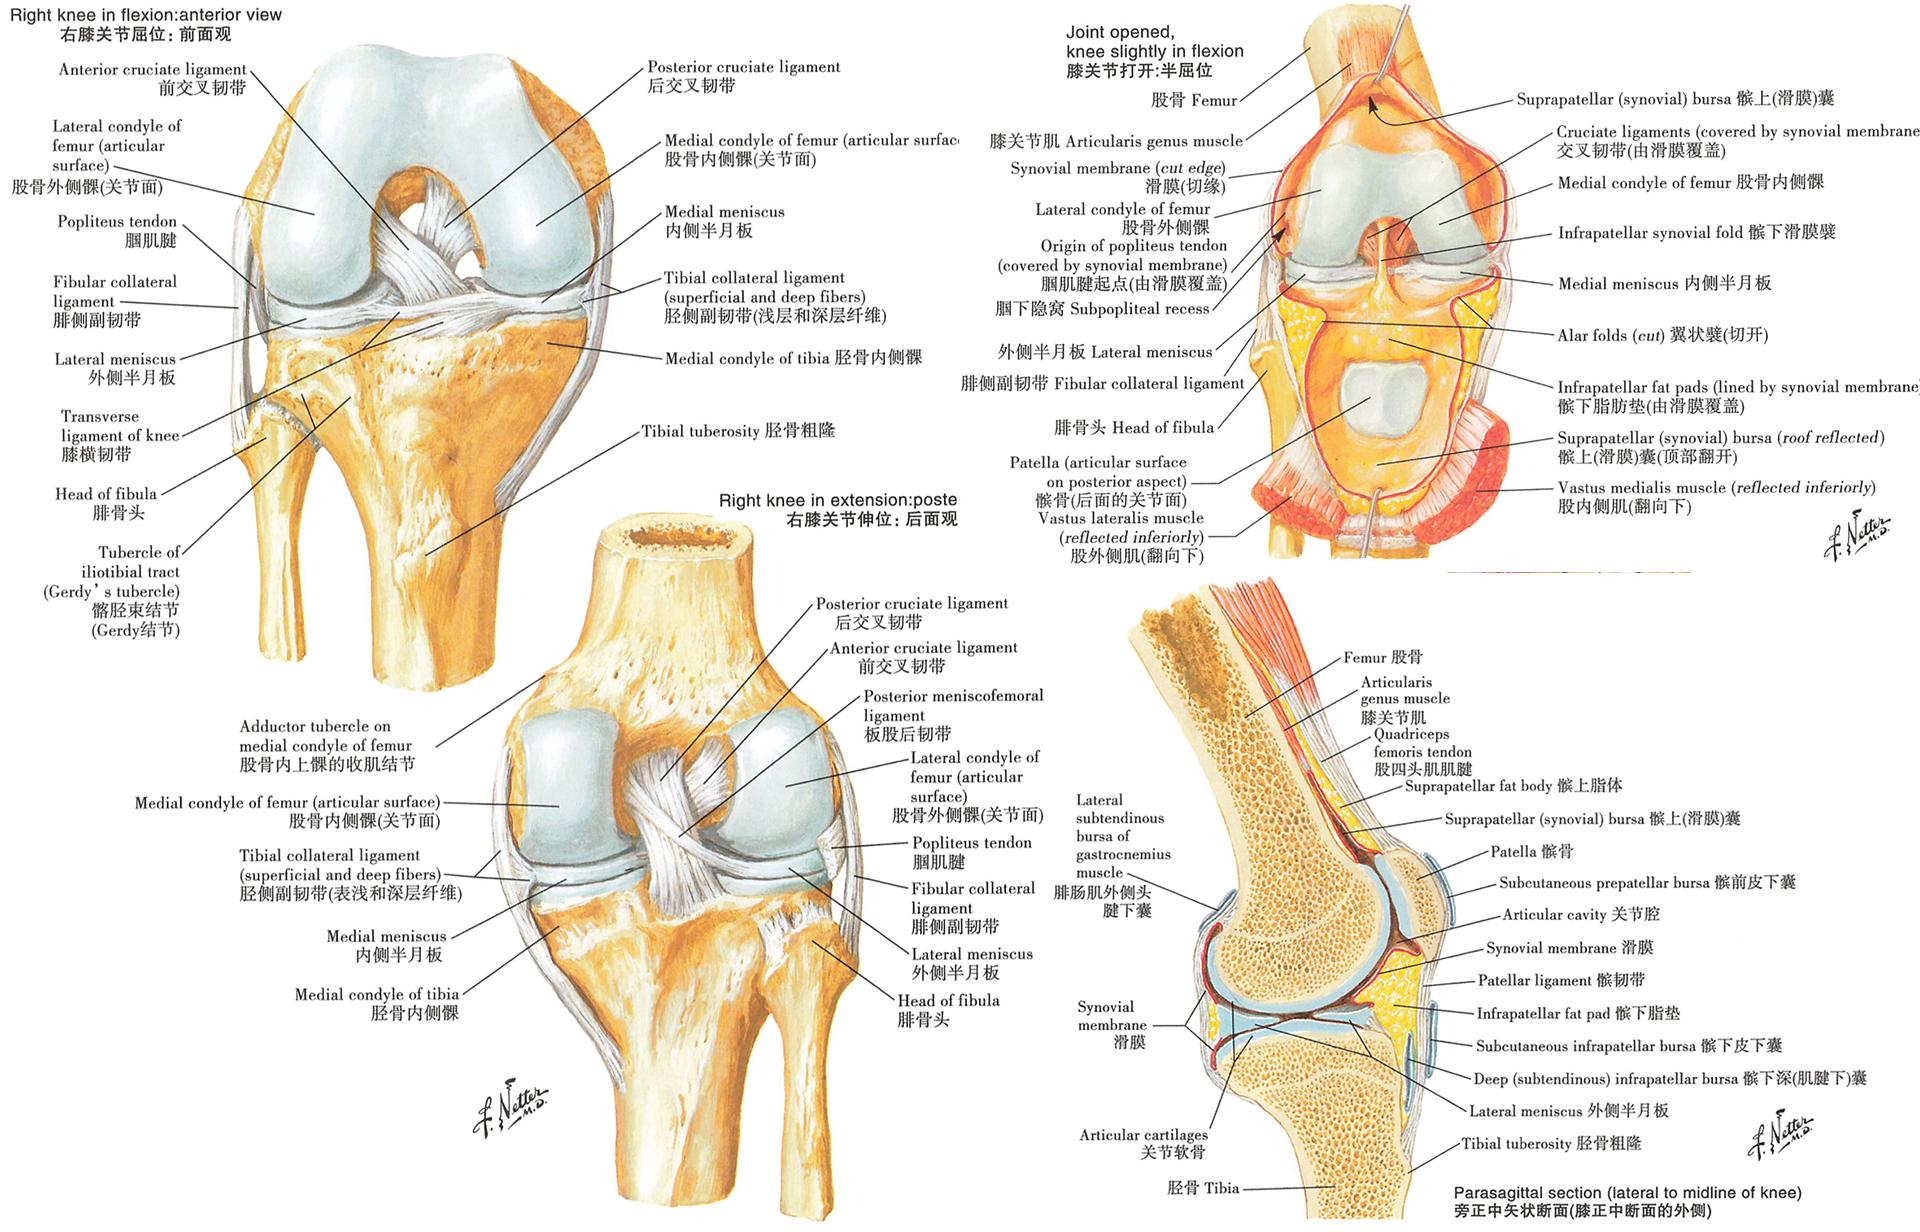 Right knee in flexion:anterior view
右膝关节屈位: 前面观
Anterior cruciate ligament
前交叉韧带
Lateral condyle of
femur (articular
surface)
股骨外侧髁(关节面)
Popliteus tendon
腘肌腱
Fibular collateral
ligament
腓侧副韧带
Lateral meniscus
外侧半月板
Transverse
ligament of knee
膝横韧带
Head of fibula
腓骨头
Tubercle of
iliotibial tract
(Gerdy's tubercle)
髂胫束结节
(Gerdy结节)
Posterior cruciate ligament
后交叉韧带
Medial condyle of femur (articular surfac
股骨内侧髁(关节面)
Medial meniscus
内侧半月板
Tibial collateral ligament
(superficial and deep fibers)
胫侧副韧带(浅层和深层纤维)
Medial condyle of tibia 胫骨内侧髁
Tibial tuberosity 胫骨粗隆
Right knee in extension:poste
右膝关节伸位: 后面观
Adductor tubercle on
medial condyle of femur
股骨内上髁的收肌结节
Medial condyle of femur (articular surface)
股骨内侧髁(关节面)
Tibial collateral ligament
(superficial and deep fibers)
胫侧副韧带(表浅和深层纤维)
Medial meniscus
内侧半月板
Medial condyle of tibia
胫骨内侧髁
Posterior cruciate ligament
后交叉韧带
Anterior cruciate ligament
前交叉韧带
Posterior meniscofemoral
ligament
板股后韧带
Lateral condyle of
femur (articular
surface)
股骨外侧髁(关节面)
Popliteus tendon
腘肌腱
Fibular collateral
ligament
腓侧副韧带
Lateral meniscus
外侧半月板
Head of fibula
腓骨头
F. Netter
M.D.
Joint opened,
knee slightly in flexion
膝关节打开:半屈位
股骨 Femur
膝关节肌 Articularis genus muscle
Synovial membrane (cut edge)
滑膜(切缘)
Lateral condyle of femur
股骨外侧髁
Origin of popliteus tendon
(covered by synovial membrane)
腘肌腱起点(由滑膜覆盖)
腘下隐窝 Subpopliteal recess
外侧半月板 Lateral meniscus
腓侧副韧带 Fibular collateral ligament
腓骨头 Head of fibula
Patella (articular surface
on posterior aspect)
髌骨(后面的关节面)
Vastus lateralis muscle
(reflected inferiorly)
股外侧肌(翻向下)
Suprapatellar (synovial) bursa 髌上(滑膜)囊
Cruciate ligaments (covered by synovial membrane
交叉韧带(由滑膜覆盖)
Medial condyle of femur 股骨内侧髁
Infrapatellar synovial fold 髌下滑膜襞
Medial meniscus 内侧半月板
Alar folds (cut) 翼状襞(切开)
Infrapatellar fat pads (lined by synovial membrane)
髌下脂肪垫(由滑膜覆盖)
Suprapatellar (synovial) bursa (roof reflected)
髌上(滑膜)囊(顶部翻开)
Vastus medialis muscle (reflected inferiorly)
股内侧肌(翻向下)
F. Netter
M.D.
Femur 股骨
Articularis
genus muscle
膝关节肌
Quadriceps
femoris tendon
股四头肌肌腱
Suprapatellar fat body 髌上脂体
Suprapatellar (synovial) bursa 髌上(滑膜)囊
Patella 髌骨
Subcutaneous prepatellar bursa 髌前皮下囊
Articular cavity 关节腔
Synovial membrane 滑膜
Patellar ligament 髌韧带
Infrapatellar fat pad 髌下脂垫
Subcutaneous infrapatellar bursa 髌下皮下囊
Deep (subtendinous) infrapatellar bursa 髌下深(肌腱下)囊
Lateral meniscus 外侧半月板
Tibial tuberosity 胫骨粗隆
Lateral
subtendinous
bursa of
gastrocnemius
muscle
腓肠肌外侧头
腱下囊
Synovial
membrane
滑膜
Articular cartilages
关节软骨
胫骨 Tibia
F. Netter
M.D.
Parasagittal section (lateral to midline of knee)
旁正中矢状断面(膝正中断面的外侧)